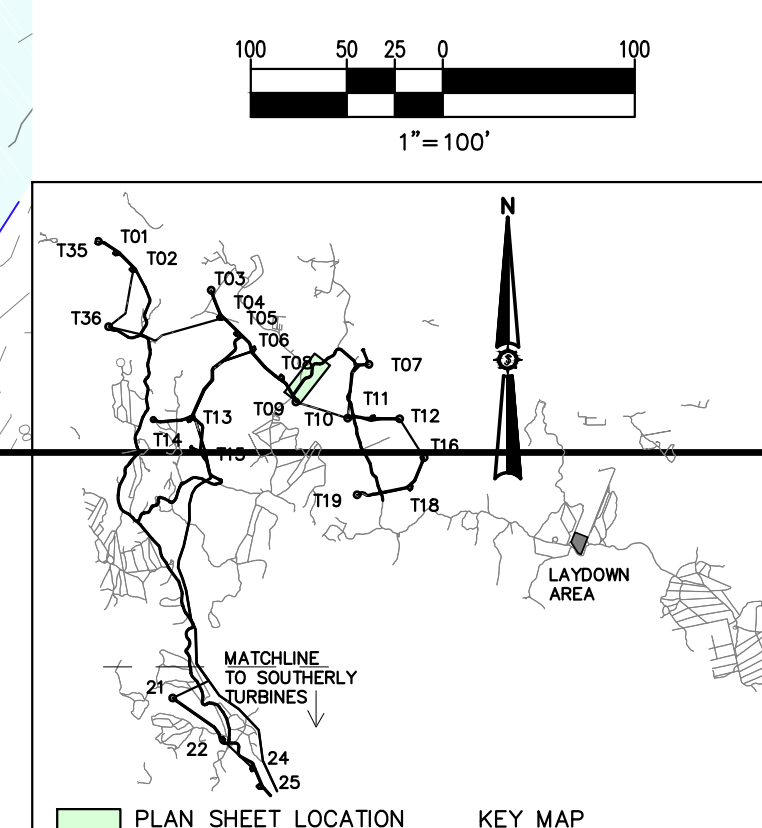 100 50 25 0 100
1"=100'
N
T35 T01
T02
T03
T36
T04
T05
T06
T08
T07
T09
T10
T11
T12
T13
T14
T15
T16
T19
T18
LAYDOWN
AREA
MATCHLINE
TO SOUTHERLY
TURBINES
21
22
24
25
PLAN SHEET LOCATION KEY MAP